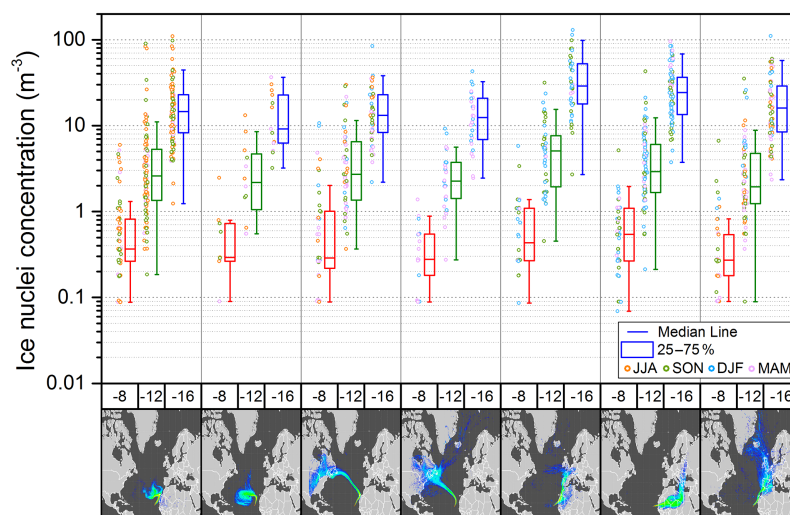 Ice nuclei concentration (m⁻³)
100
10
1
0.1
0.01
Median Line
25–75 %
JJA SON DJF MAM
-8 -12 -16 -8 -12 -16 -8 -12 -16 -8 -12 -16 -8 -12 -16 -8 -12 -16 -8 -12 -16